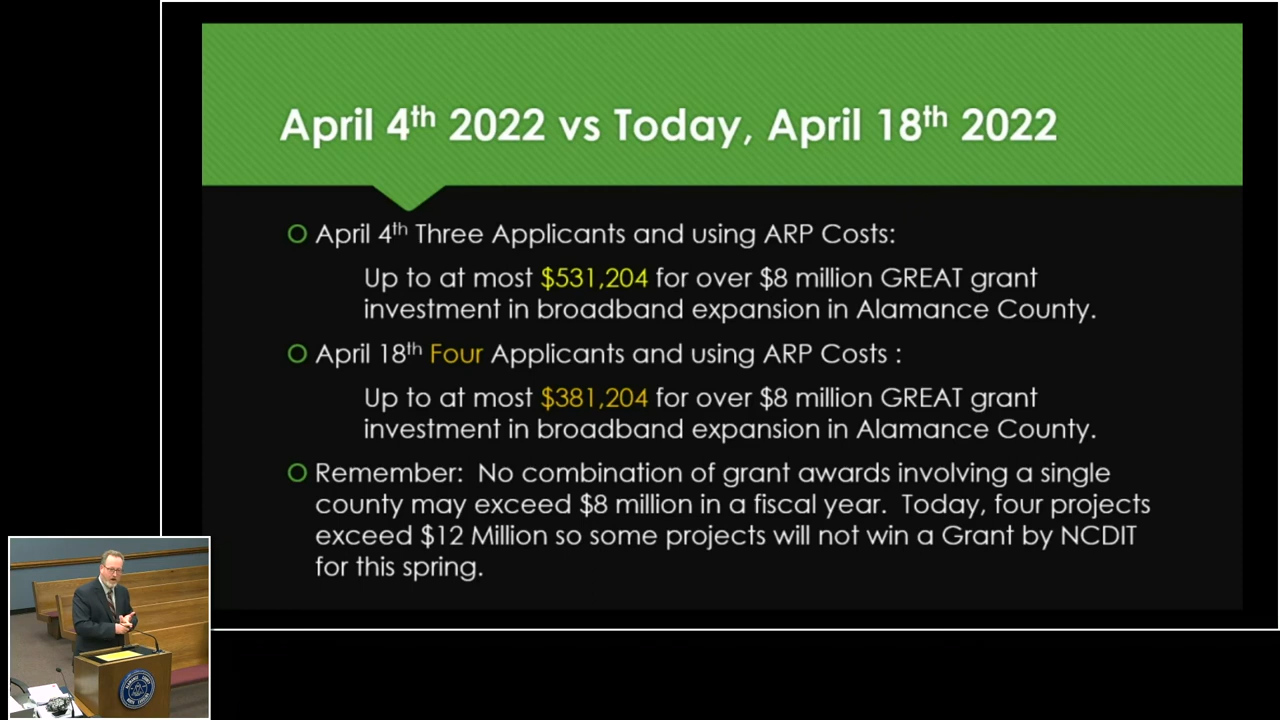 April 4th 2022 vs Today, April 18th 2022
April 4th Three Applicants and using ARP Costs:
Up to at most $531,204 for over $8 million GREAT grant
investment in broadband expansion in Alamance County.
April 18th Four Applicants and using ARP Costs :
Up to at most $381,204 for over $8 million GREAT grant
investment in broadband expansion in Alamance County.
Remember: No combination of grant awards involving a single
county may exceed $8 million in a fiscal year. Today, four projects
exceed $12 Million so some projects will not win a Grant by NCDIT
for this spring.